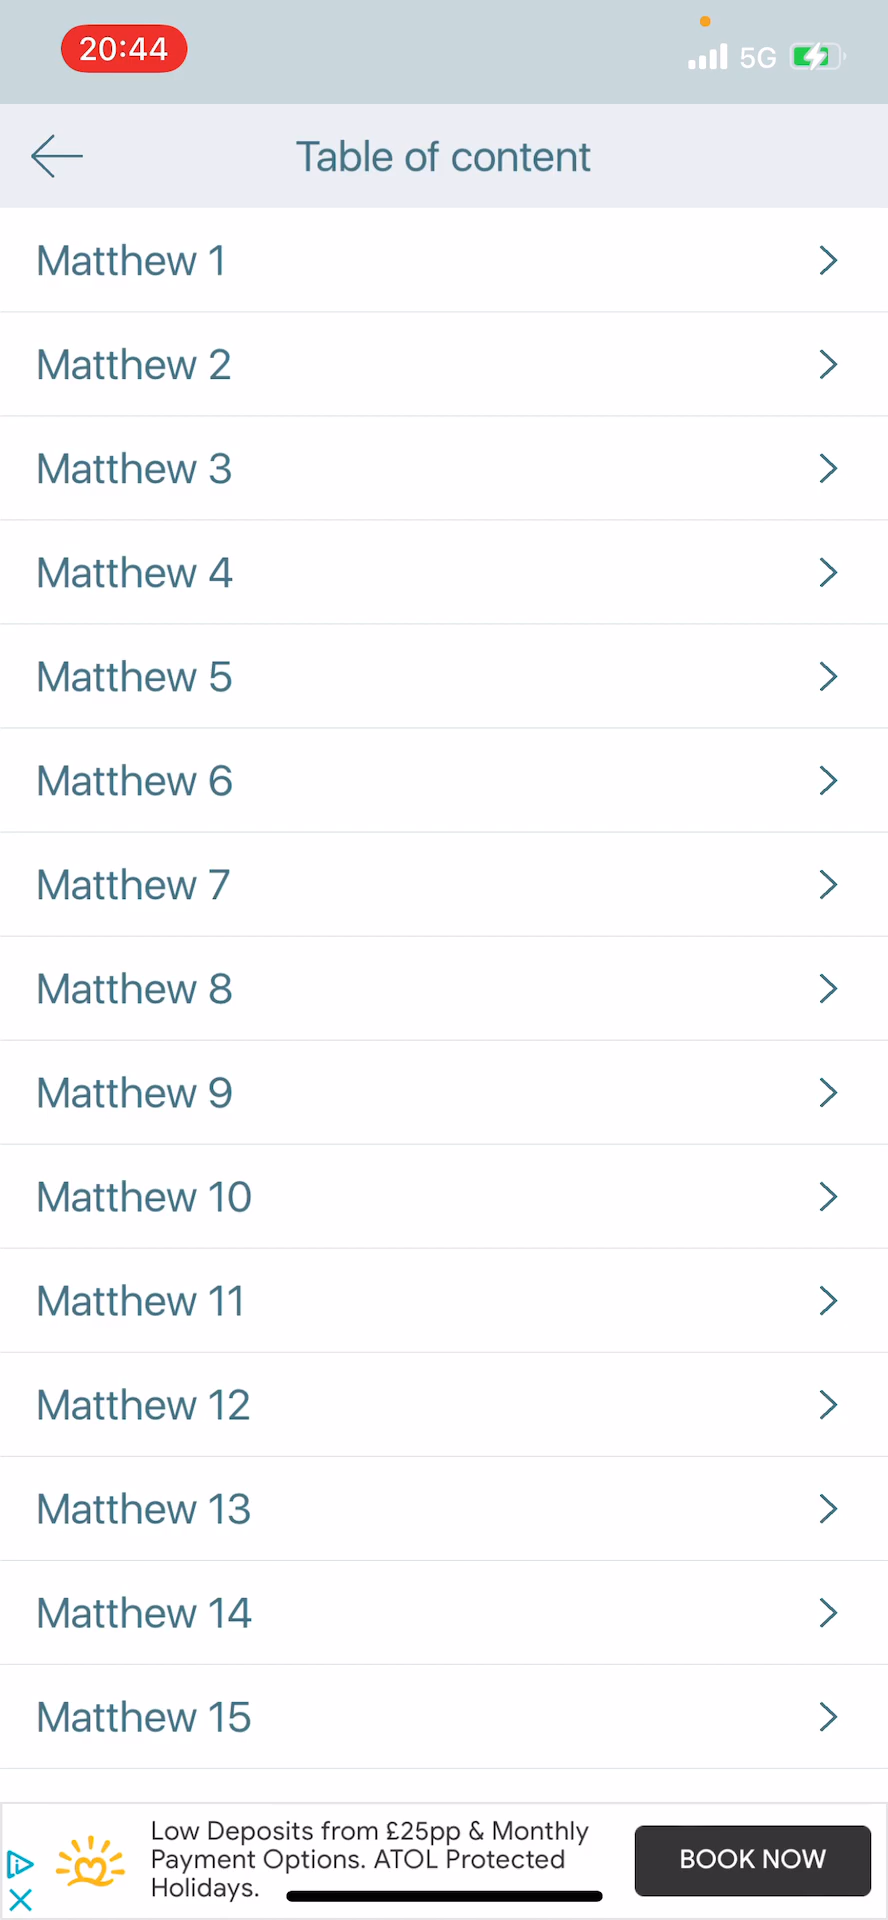 20:44
5G
Table of content
Matthew 1
Matthew 2
Matthew 3
Matthew 4
Matthew 5
Matthew 6
Matthew 7
Matthew 8
Matthew 9
Matthew 10
Matthew 11
Matthew 12
Matthew 13
Matthew 14
Matthew 15
Low Deposits from £25pp & Monthly
Payment Options. ATOL Protected
Holidays.
BOOK NOW